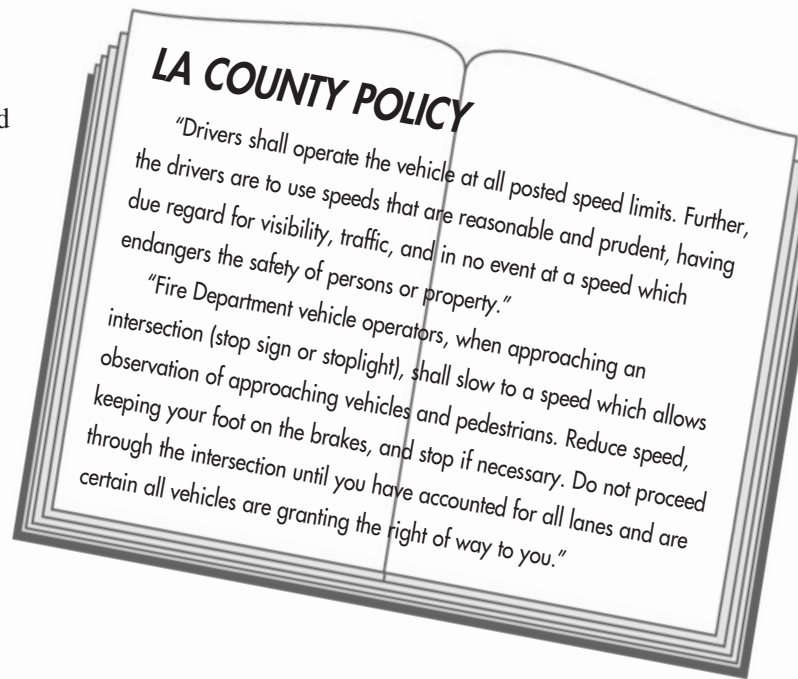 d
LA COUNTY POLICY
"Drivers shall operate the vehicle at all posted speed limits. Further,
the drivers are to use speeds that are reasonable and prudent, having
due regard for visibility, traffic, and in no event at a speed which
endangers the safety of persons or property."
"Fire Department vehicle operators, when approaching an
intersection (stop sign or stoplight), shall slow to a speed which allows
observation of approaching vehicles and pedestrians. Reduce speed,
keeping your foot on the brakes, and stop if necessary. Do not proceed
through the intersection until you have accounted for all lanes and are
certain all vehicles are granting the right of way to you."